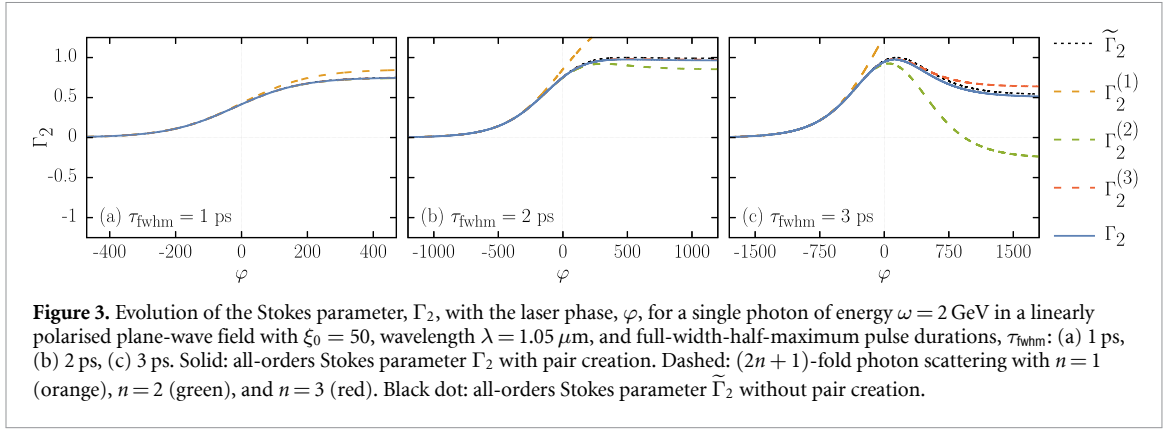 1.0
0.5
0
-0.5
-1
Γ₂
(a) τ_fwhm = 1 ps
-400 -200 0 200 400
φ
(b) τ_fwhm = 2 ps
-1000 -500 0 500 1000
φ
(c) τ_fwhm = 3 ps
-1500 -750 0 750 1500
φ
Γ̃₂
Γ₂⁽¹⁾
Γ₂⁽²⁾
Γ₂⁽³⁾
Γ₂
Figure 3. Evolution of the Stokes parameter, Γ₂, with the laser phase, φ, for a single photon of energy ω = 2 GeV in a linearly
polarised plane-wave field with ξ₀ = 50, wavelength λ = 1.05 μm, and full-width-half-maximum pulse durations, τ_fwhm: (a) 1 ps,
(b) 2 ps, (c) 3 ps. Solid: all-orders Stokes parameter Γ₂ with pair creation. Dashed: (2n + 1)-fold photon scattering with n = 1
(orange), n = 2 (green), and n = 3 (red). Black dot: all-orders Stokes parameter Γ̃₂ without pair creation.